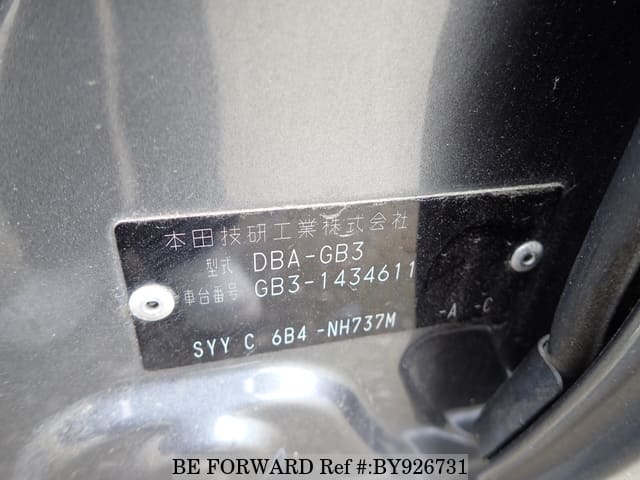 本田技研工業株式会社
型式 DBA-GB3
車台番号 GB3-1434611
SYY C 6B4 -NH737M -A -C
BE FORWARD Ref #:BY926731